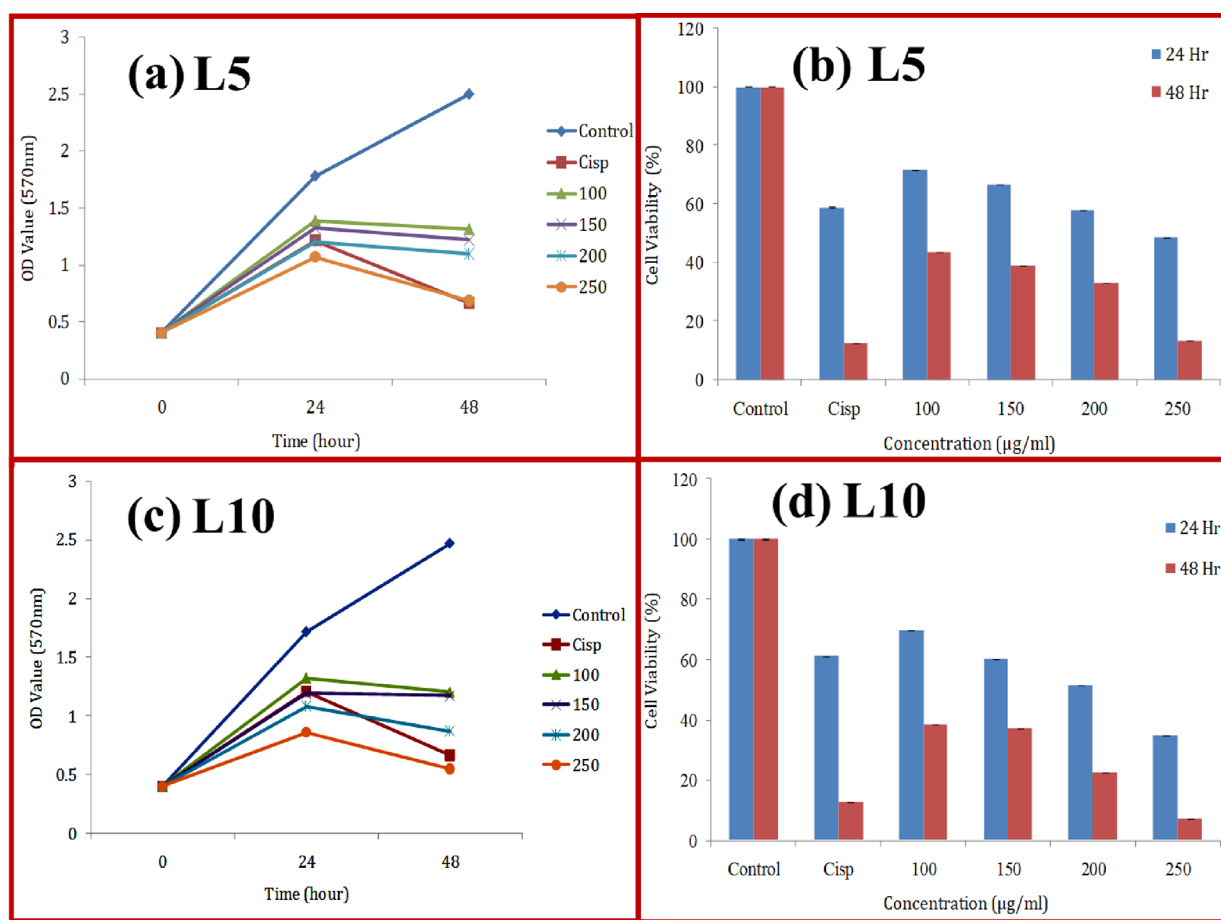 (a) L5
OD Value (570nm)
3
2.5
2
1.5
1
0.5
0
0 24 48
Time (hour)
Control
Cisp
100
150
200
250
(b) L5
Cell Viability (%)
120
100
80
60
40
20
0
Control Cisp 100 150 200 250
Concentration (µg/ml)
24 Hr
48 Hr
(c) L10
OD Value (570nm)
3
2.5
2
1.5
1
0.5
0
0 24 48
Time (hour)
Control
Cisp
100
150
200
250
(d) L10
Cell Viability (%)
120
100
80
60
40
20
0
Control Cisp 100 150 200 250
Concentration (µg/ml)
24 Hr
48 Hr